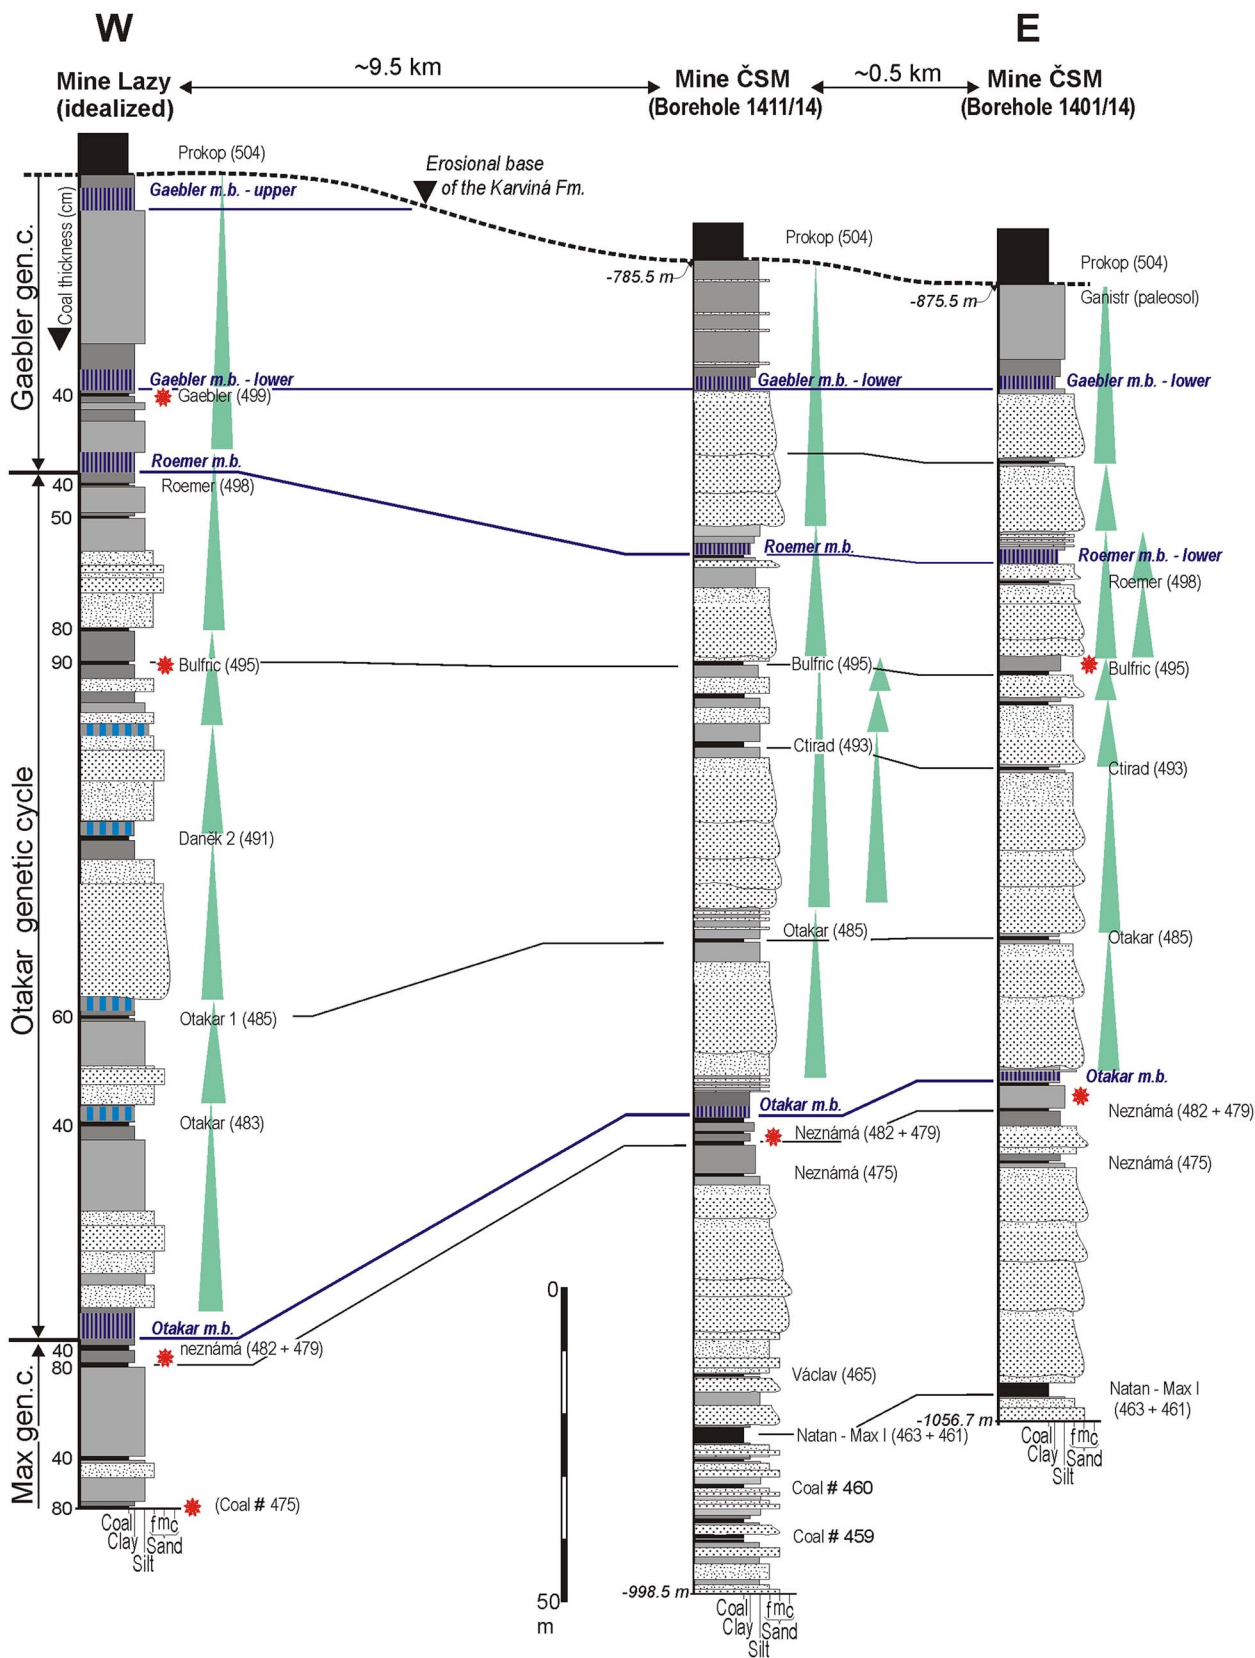 W
E
~9.5 km
~0.5 km
Mine Lazy
(idealized)
Mine ČSM
(Borehole 1411/14)
Mine ČSM
(Borehole 1401/14)
Prokop (504)
Erosional base
of the Karviná Fm.
Gaebler m.b. - upper
Coal thickness (cm)
Gaebler gen.c.
Prokop (504)
-785.5 m
Prokop (504)
-875.5 m
Ganistr (paleosol)
Gaebler m.b. - lower
Gaebler m.b. - lower
Gaebler m.b. - lower
40
Gaebler (499)
Roemer m.b.
40
Roemer (498)
50
Roemer m.b.
Roemer m.b. - lower
Roemer (498)
80
90
Bulfric (495)
Bulfric (495)
Bulfric (495)
Ctirad (493)
Ctirad (493)
Otakar genetic cycle
Daněk 2 (491)
Otakar (485)
Otakar (485)
60
Otakar 1 (485)
40
Otakar (483)
Otakar m.b.
Otakar m.b.
Neznámá (482 + 479)
Neznámá (482 + 479)
Neznámá (475)
Neznámá (475)
Otakar m.b.
40
neznámá (482 + 479)
80
Max gen.c.
40
80
(Coal # 475)
Coal
Clay
Silt
f m c
Sand
0
50
m
Václav (465)
Natan - Max I (463 + 461)
Coal # 460
Coal # 459
-998.5 m
Coal
Clay
Silt
f m c
Sand
Natan - Max I
(463 + 461)
-1056.7 m
Coal
Clay
Silt
f m c
Sand